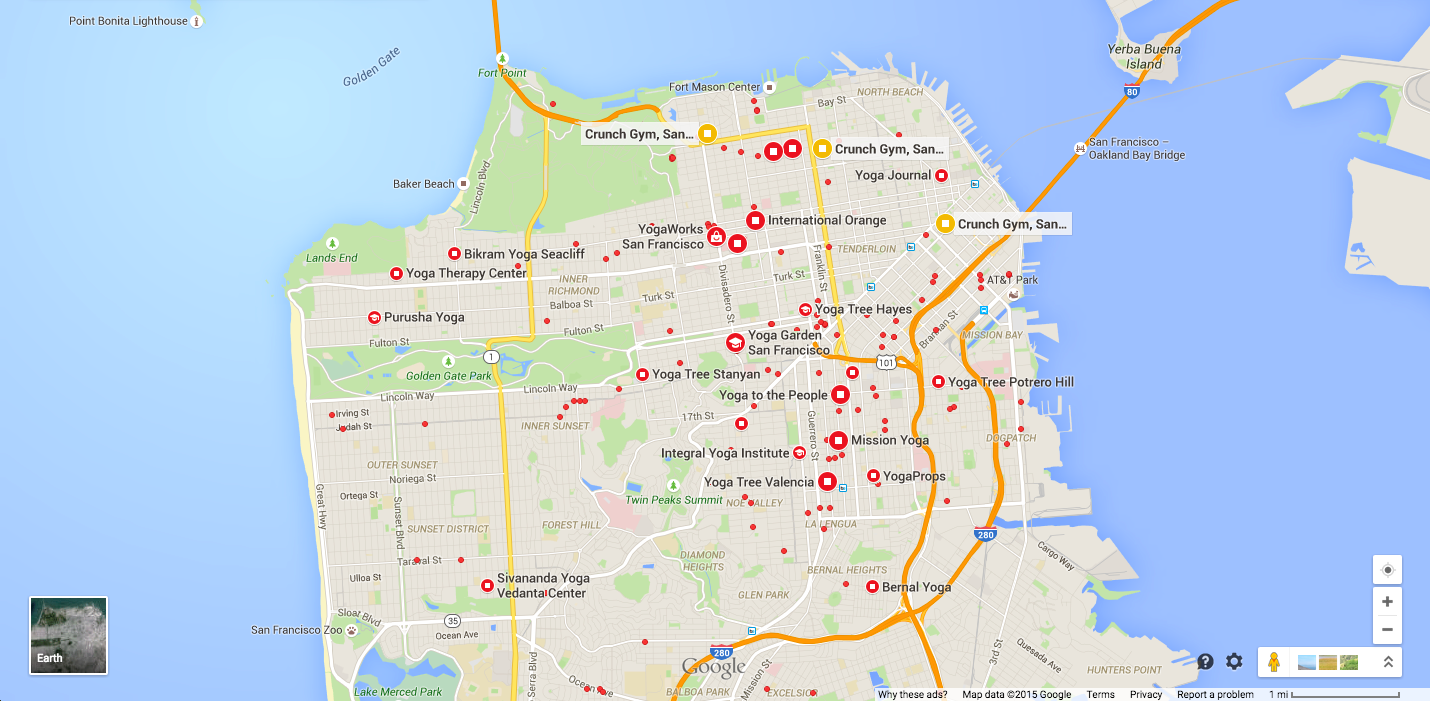 Point Bonita Lighthouse
Golden Gate
Yerba Buena
Island
Fort Point
Fort Mason Center
80
NORTH BEACH
Bay St
Crunch Gym, San...
Crunch Gym, San...
San Francisco –
Oakland Bay Bridge
Yoga Journal
Baker Beach
Lincoln Blvd
International Orange
Crunch Gym, San...
YogaWorks
San Francisco
TENDERLOIN
Lands End
Bikram Yoga Seacliff
Franklin St
Yoga Therapy Center
INNER
RICHMOND
Divisadero St
Turk St
AT&T Park
Turk St
Balboa St
Purusha Yoga
Yoga Tree Hayes
Fulton St
Fulton St
Yoga Garden
San Francisco
Brannan St
MISSION BAY
1
101
Golden Gate Park
Yoga Tree Stanyan
Yoga Tree Potrero Hill
Lincoln Way
Lincoln Way
Yoga to the People
Irving St
Judah St
17th St
INNER SUNSET
Guerrero St
Mission Yoga
DOGPATCH
Integral Yoga Institute
OUTER SUNSET
Noriega St
YogaProps
Yoga Tree Valencia
Great Hwy
Ortega St
Sunset Blvd
Twin Peaks Summit
NOE VALLEY
SUNSET DISTRICT
FOREST HILL
LA LENGUA
280
Cargo Way
Taraval St
DIAMOND
HEIGHTS
BERNAL HEIGHTS
Ulloa St
Sivananda Yoga
Vedanta Center
Bernal Yoga
GLEN PARK
Sloat Blvd
35
San Francisco Zoo
Ocean Ave
Earth
280
Google
3rd St
Quesada Ave
HUNTERS POINT
Mission St
Ocean Ave
Lake Merced Park
BALBOA PARK
EXCELSIOR
Why these ads?
Map data ©2015 Google
Terms
Privacy
Report a problem
1 mi